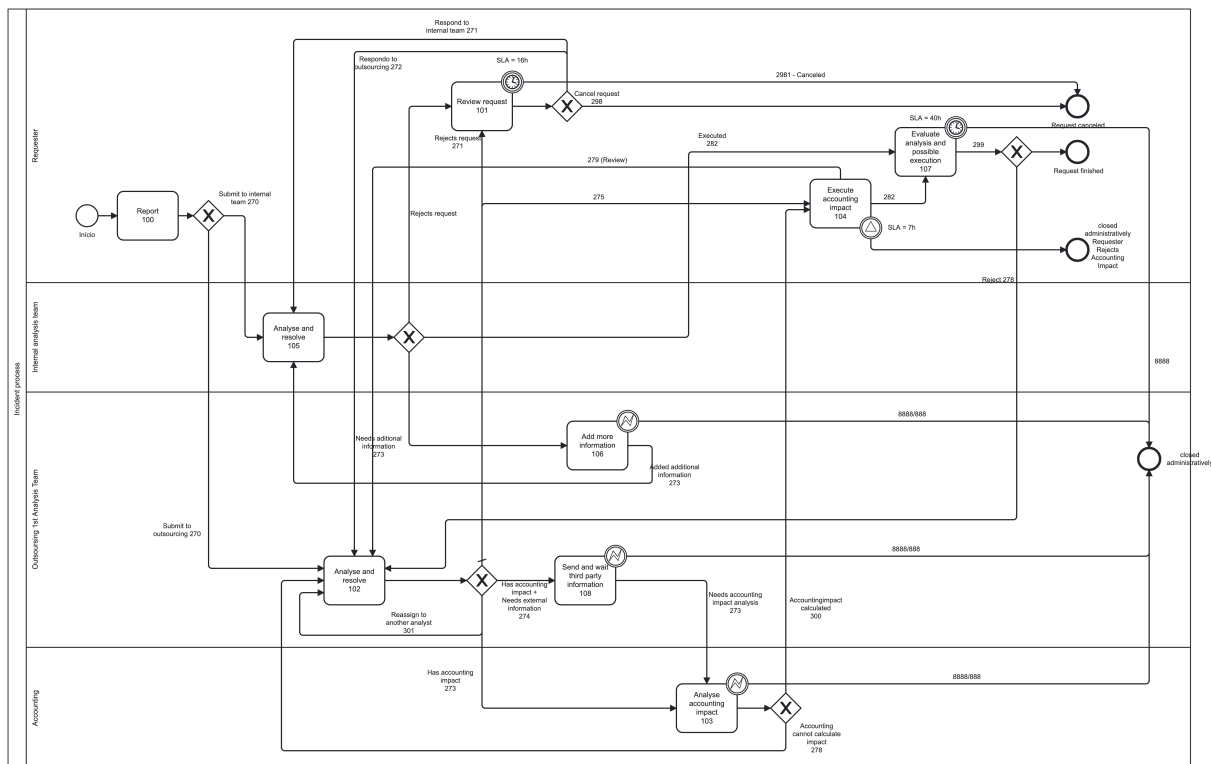 Incident process
Requester
Respond to
internal team 271
Respondo to
outsourcing 272
SLA = 16h
2981 - Canceled
Review request
101
Cancel request
298
Request canceled
Rejects request
271
Executed
282
SLA = 40h
Evaluate
analysis and
possible
execution
107
299
Request finished
279 (Review)
Início
Report
100
Submit to internal
team 270
Rejects request
275
Execute
accounting
impact
104
282
SLA = 7h
closed
administratively
Requester
Rejects
Accounting
Impact
Reject 278
Internal analysis team
Analyse and
resolve
105
8888
Outsoursing 1st Analysis Team
Needs aditional
information
273
Add more
information
106
8888/888
Added additional
information
273
closed
administratively
Submit to
outsourcing 270
Analyse and
resolve
102
Has accounting
impact +
Needs external
information
274
Send and wait
third party
information
108
8888/888
Reassign to
another analyst
301
Needs accounting
impact analysis
273
Accountingimpact
calculated
300
Accounting
Has accounting
impact
273
Analyse
accounting
impact
103
8888/888
Accounting
cannot calculate
impact
278